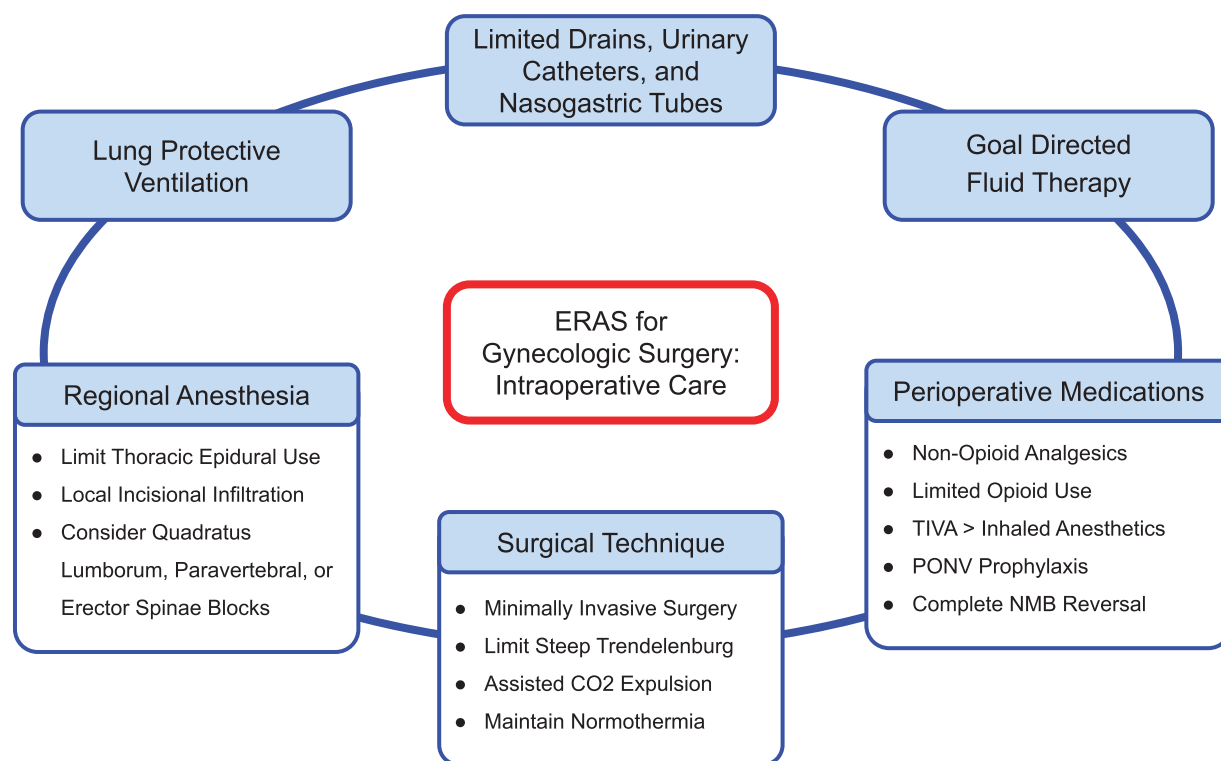 Limited Drains, Urinary
Catheters, and
Nasogastric Tubes
Lung Protective
Ventilation
Goal Directed
Fluid Therapy
ERAS for
Gynecologic Surgery:
Intraoperative Care
Regional Anesthesia
● Limit Thoracic Epidural Use
● Local Incisional Infiltration
● Consider Quadratus
Lumborum, Paravertebral, or
Erector Spinae Blocks
Perioperative Medications
● Non-Opioid Analgesics
● Limited Opioid Use
● TIVA > Inhaled Anesthetics
● PONV Prophylaxis
● Complete NMB Reversal
Surgical Technique
● Minimally Invasive Surgery
● Limit Steep Trendelenburg
● Assisted CO2 Expulsion
● Maintain Normothermia